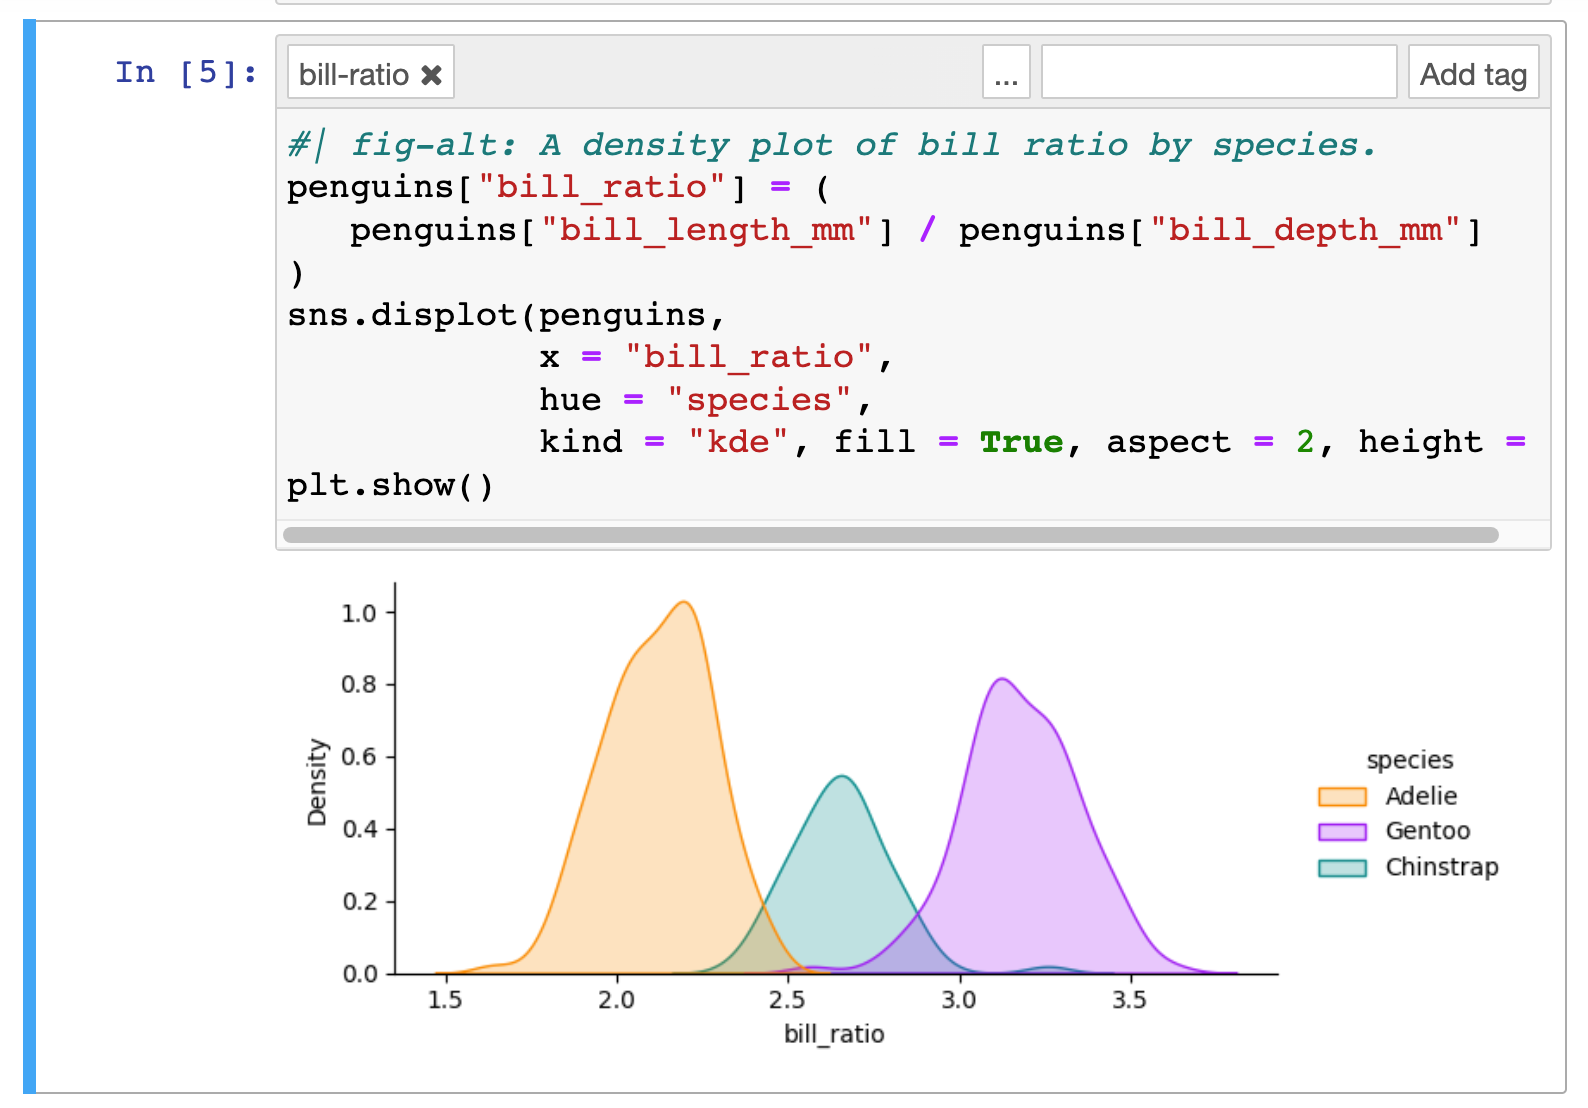 In [5]:
bill-ratio ✖
...
Add tag
#| fig-alt: A density plot of bill ratio by species.
penguins["bill_ratio"] = (
   penguins["bill_length_mm"] / penguins["bill_depth_mm"]
)
sns.displot(penguins,
            x = "bill_ratio",
            hue = "species",
            kind = "kde", fill = True, aspect = 2, height =
plt.show()
1.0
0.8
0.6
0.4
0.2
0.0
Density
1.5 2.0 2.5 3.0 3.5
bill_ratio
species
Adelie
Gentoo
Chinstrap